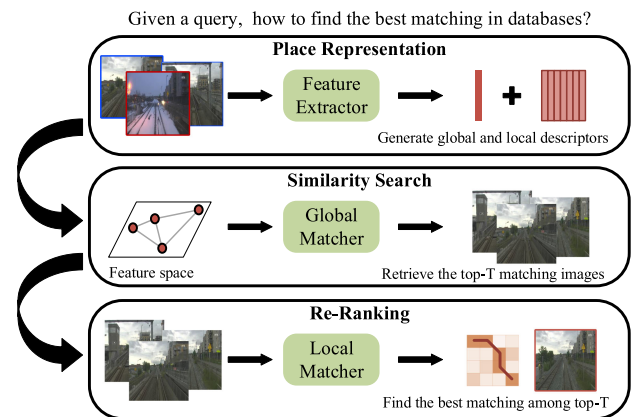 Given a query, how to find the best matching in databases?
Place Representation
Feature
Extractor
Generate global and local descriptors
Similarity Search
Global
Matcher
Feature space
Retrieve the top-T matching images
Re-Ranking
Local
Matcher
Find the best matching among top-T